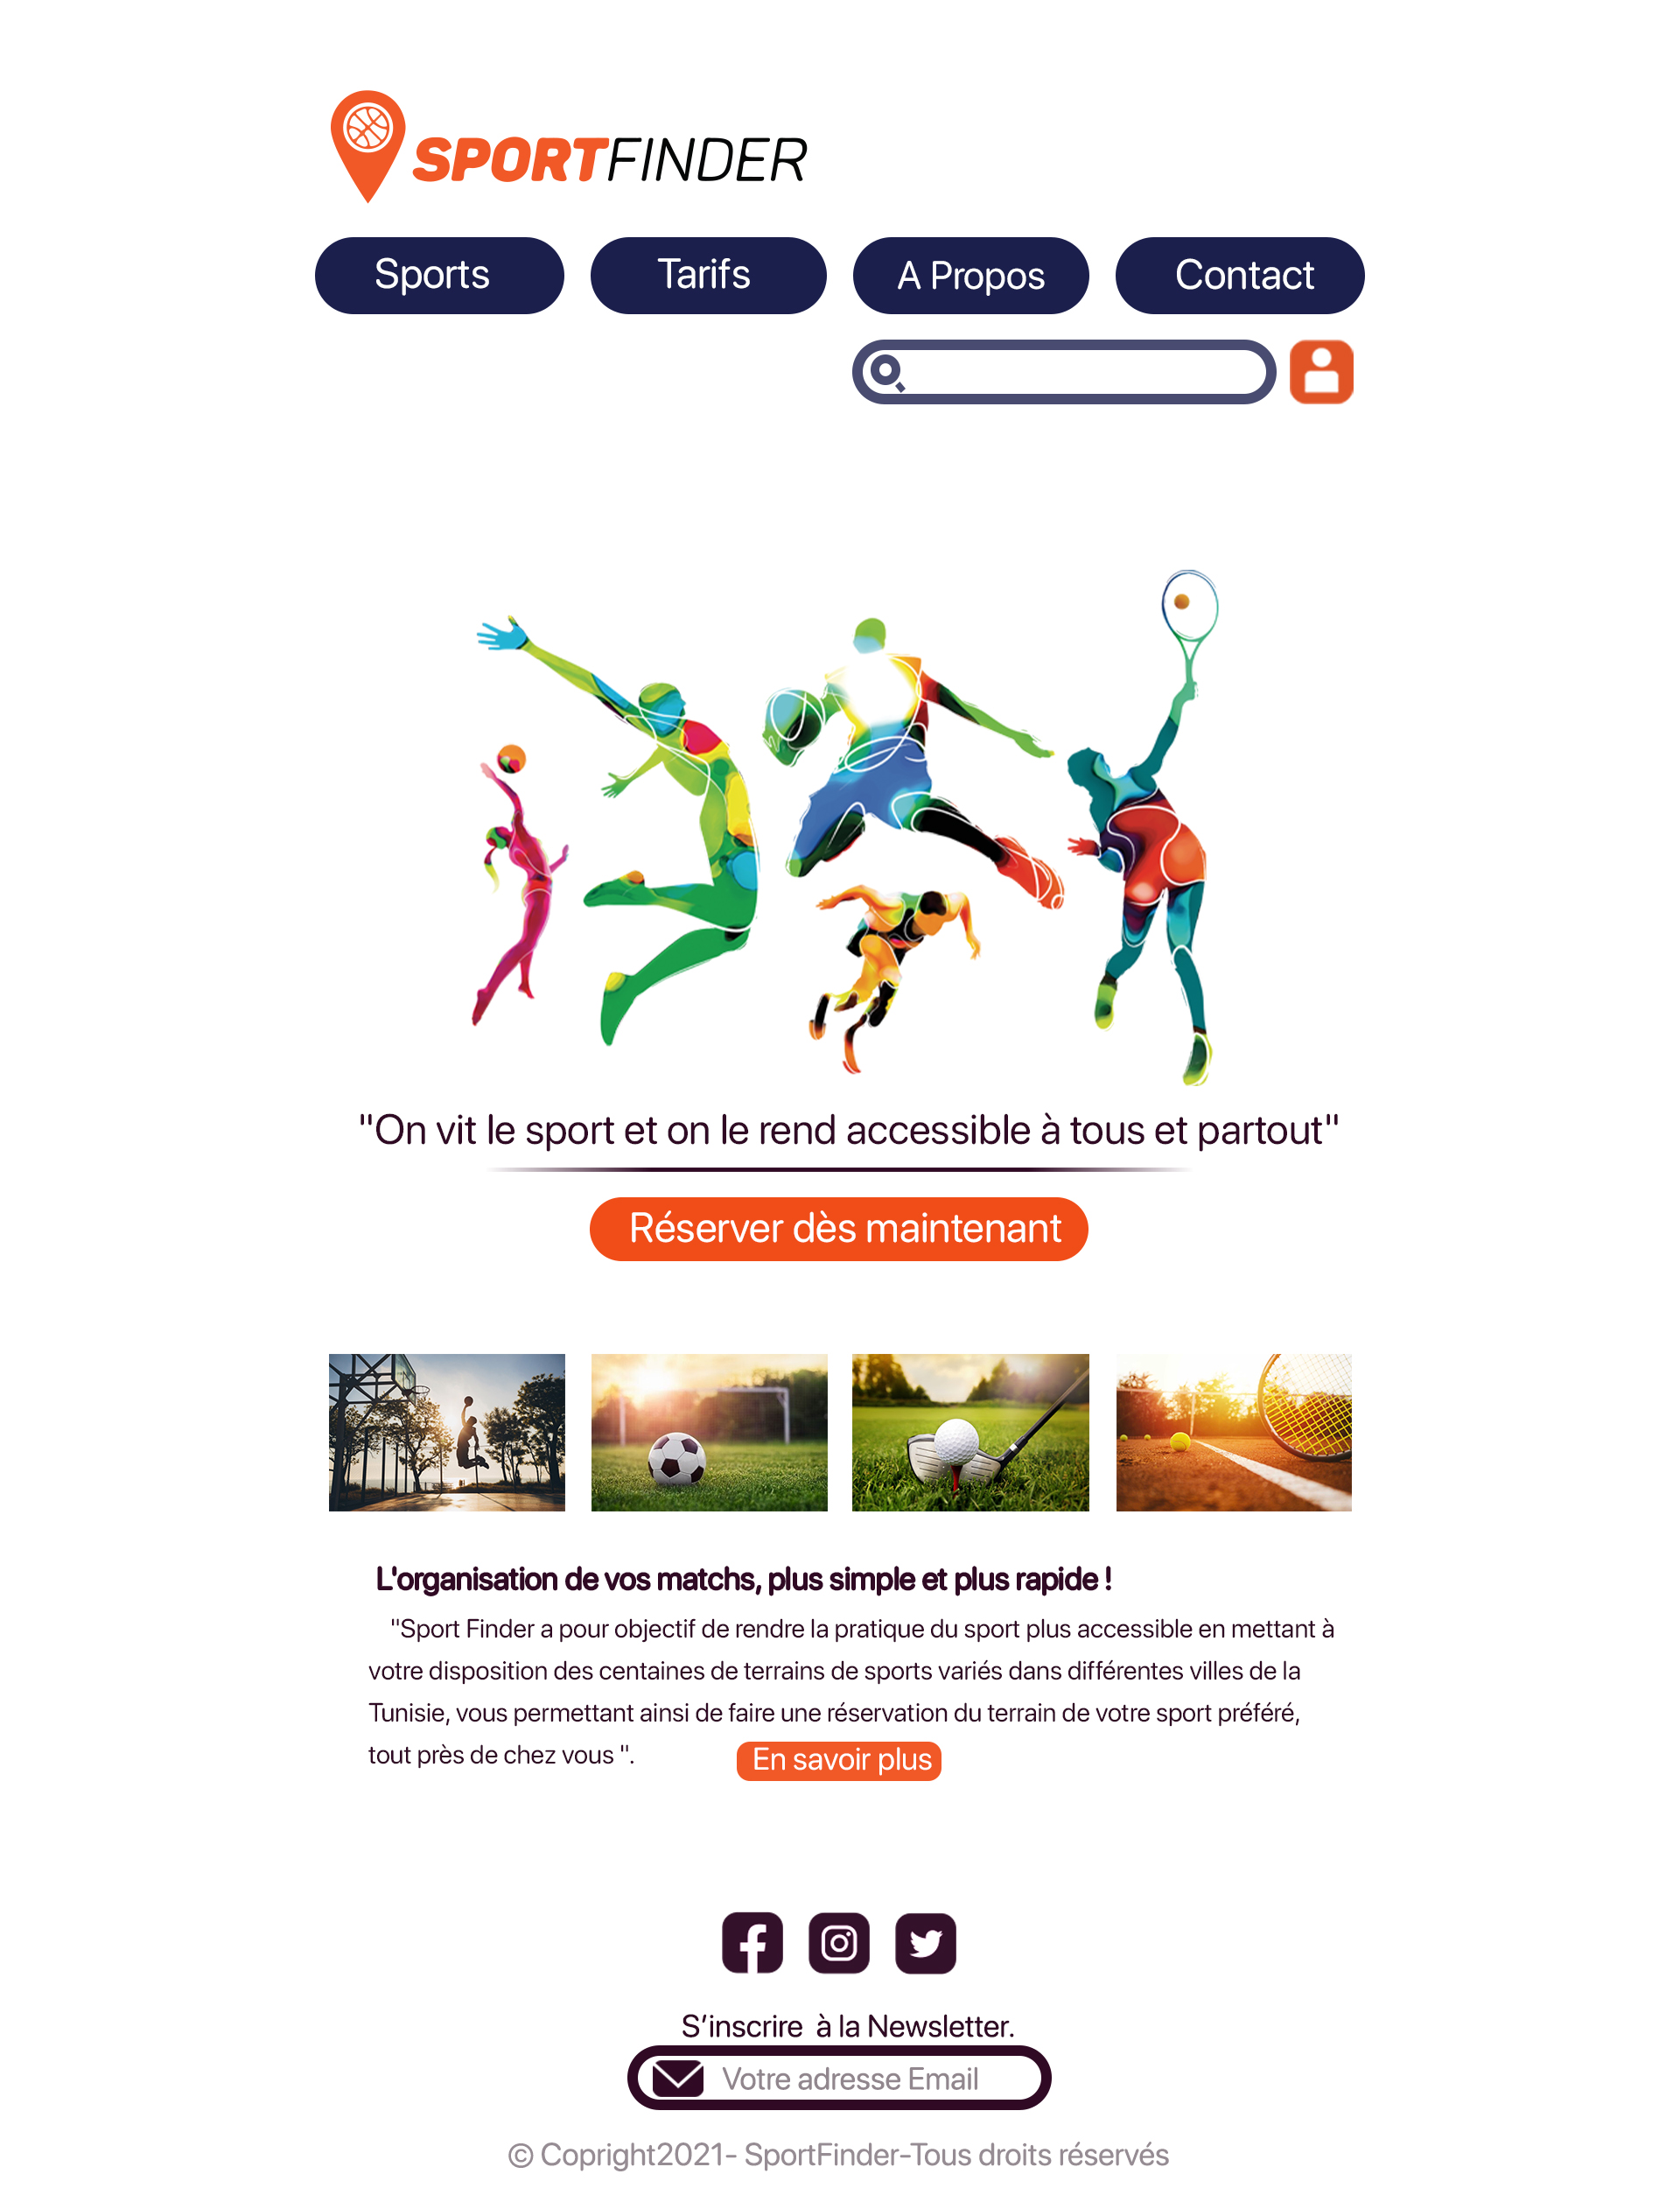 SPORTFINDER
Sports
Tarifs
A Propos
Contact
"On vit le sport et on le rend accessible à tous et partout"
Réserver dès maintenant
L'organisation de vos matchs, plus simple et plus rapide !
"Sport Finder a pour objectif de rendre la pratique du sport plus accessible en mettant à
votre disposition des centaines de terrains de sports variés dans différentes villes de la
Tunisie, vous permettant ainsi de faire une réservation du terrain de votre sport préféré,
tout près de chez vous ".
En savoir plus
S’inscrire  à la Newsletter.
Votre adresse Email
© Copright2021- SportFinder-Tous droits réservés